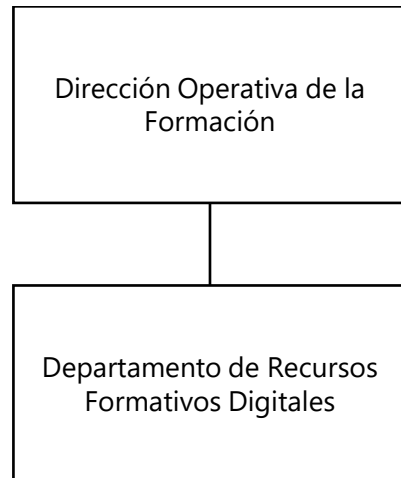 Dirección Operativa de la
Formación
Departamento de Recursos
Formativos Digitales